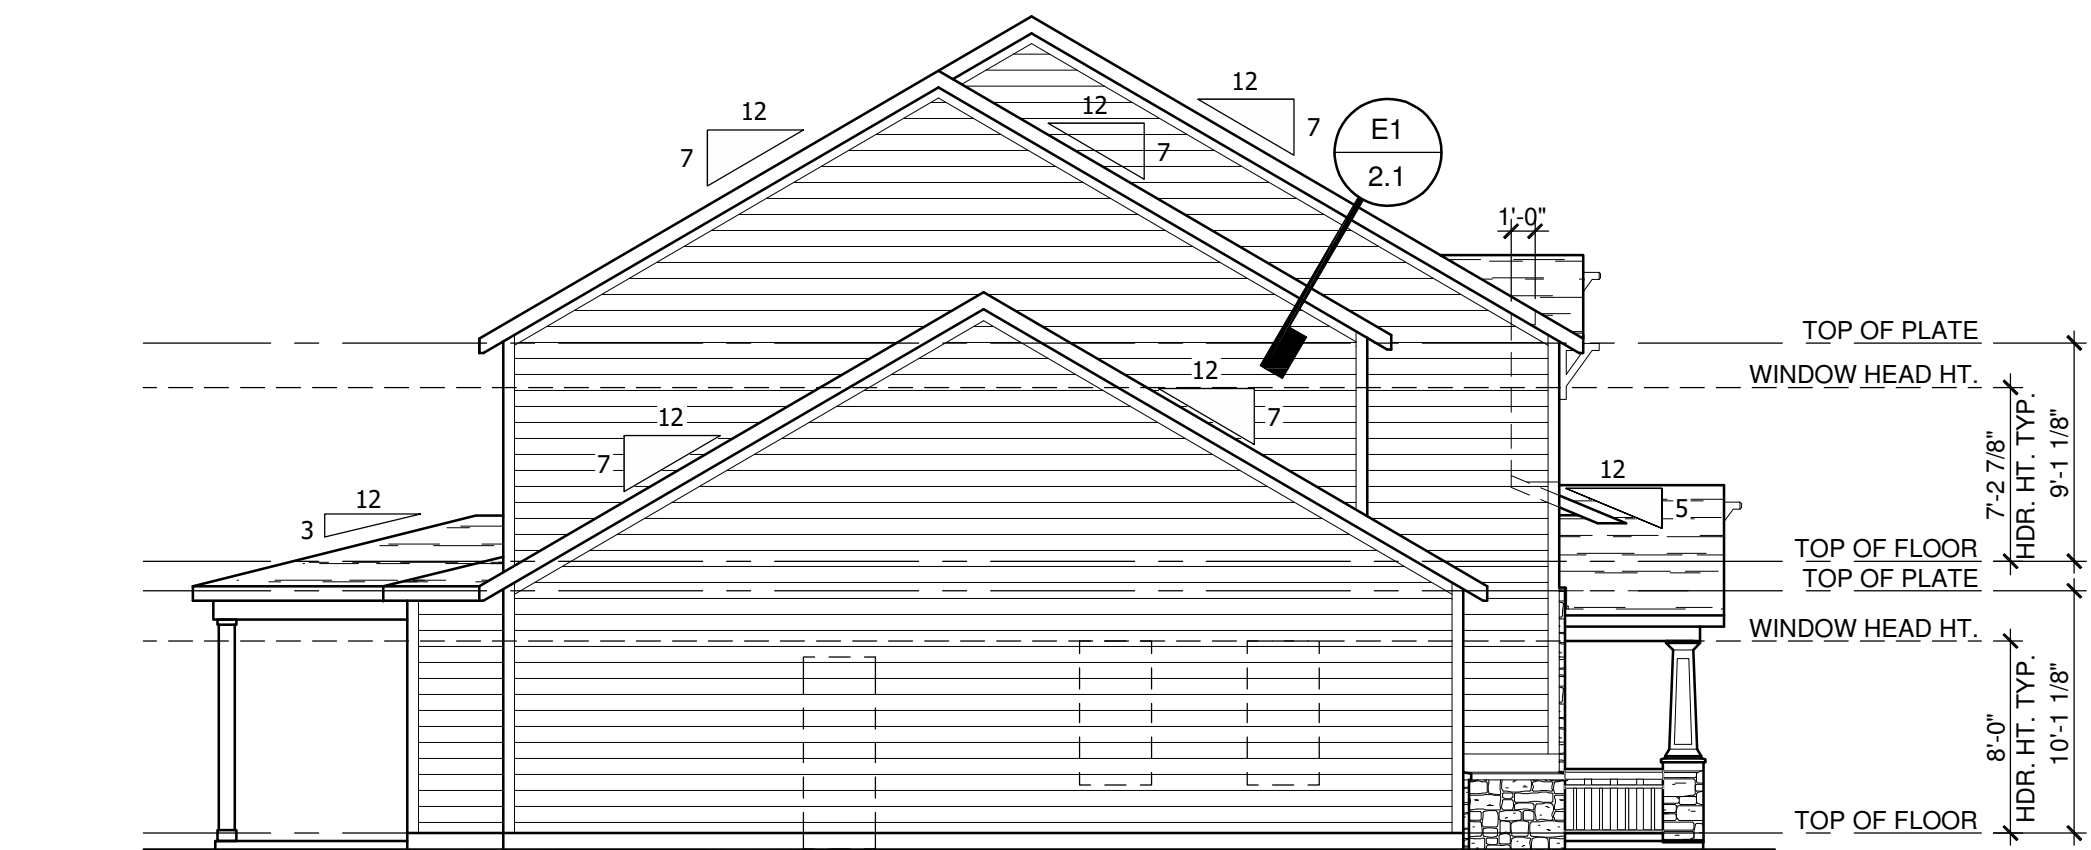 12
7
12
7
12
7
E1
2.1
1'-0"
TOP OF PLATE
WINDOW HEAD HT.
12
7
12
7
12
3
12
5
7'-2 7/8"
HDR. HT. TYP.
9'-1 1/8"
TOP OF FLOOR
TOP OF PLATE
WINDOW HEAD HT.
8'-0"
HDR. HT. TYP.
10'-1 1/8"
TOP OF FLOOR